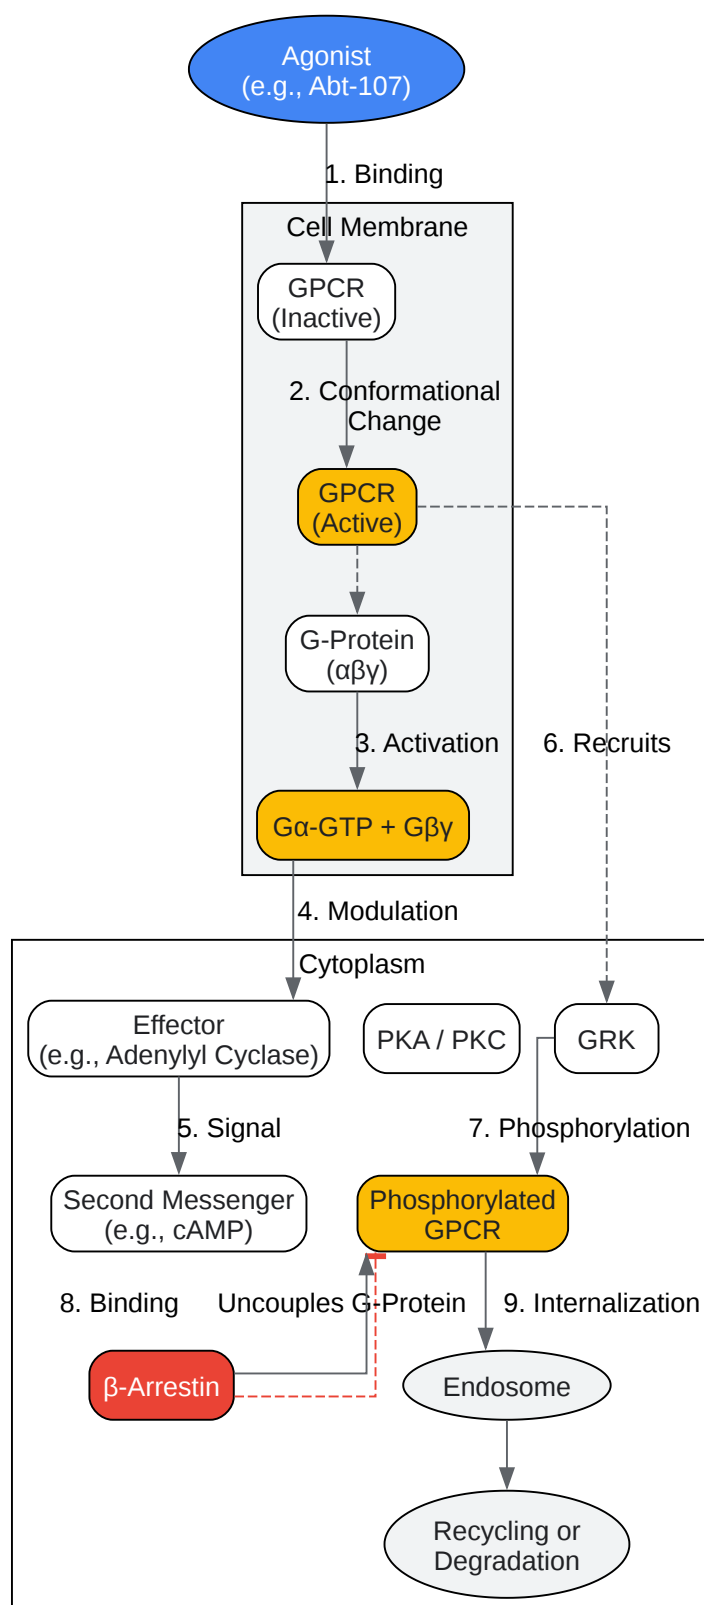 Agonist
(e.g., Abt-107)
1. Binding
Cell Membrane
GPCR
(Inactive)
2. Conformational
Change
GPCR
(Active)
G-Protein
(αβγ)
3. Activation
6. Recruits
Gα-GTP + Gβγ
4. Modulation
Cytoplasm
Effector
(e.g., Adenylyl Cyclase)
PKA / PKC
GRK
5. Signal
7. Phosphorylation
Second Messenger
(e.g., cAMP)
Phosphorylated
GPCR
8. Binding
Uncouples G-Protein
9. Internalization
β-Arrestin
Endosome
Recycling or
Degradation